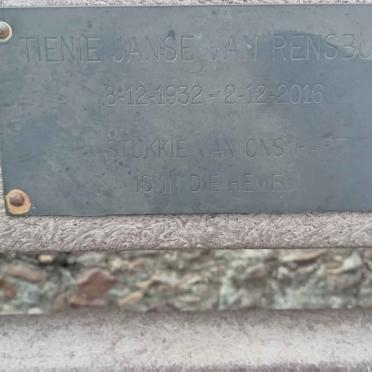 TIENIE JANSE VAN RENSBU
8-12-1932 - 2-12-2016
STUKKIE VAN ONS HART
IS IN DIE HEMEL